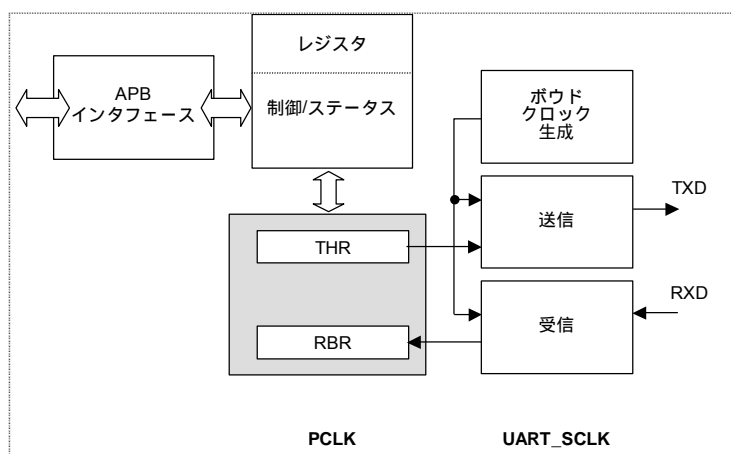 レジスタ
APB
インタフェース
制御/ステータス
ボウド
クロック
生成
THR
送信
TXD
RBR
受信
RXD
PCLK
UART_SCLK